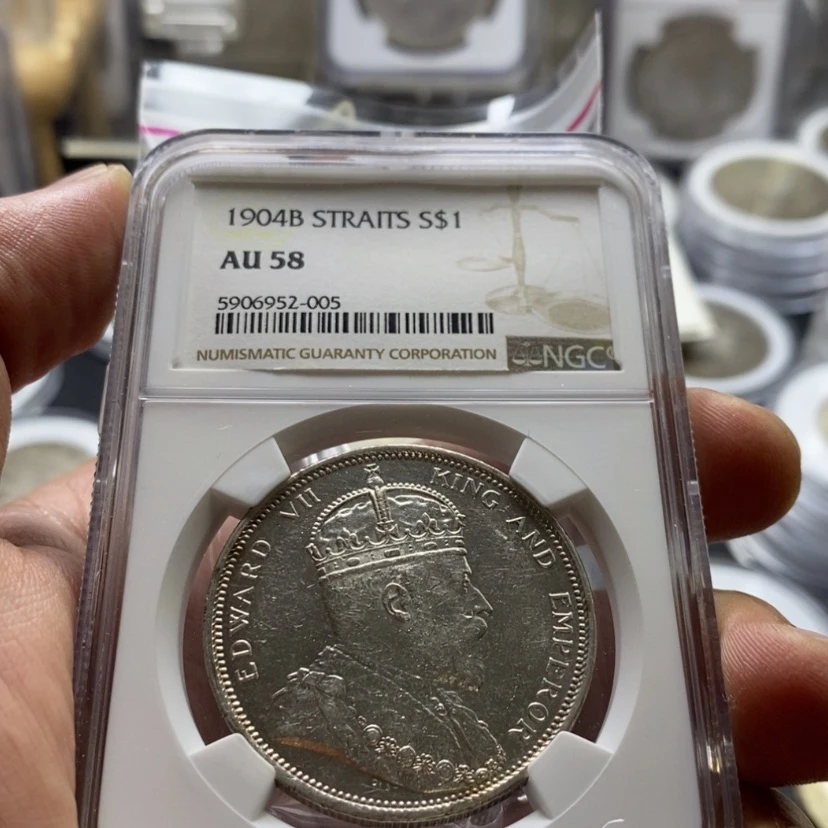 1904B STRAITS S$1
AU 58
5906952-005
NUMISMATIC GUARANTY CORPORATION
NGC
EDWARD VII KING AND EMPEROR